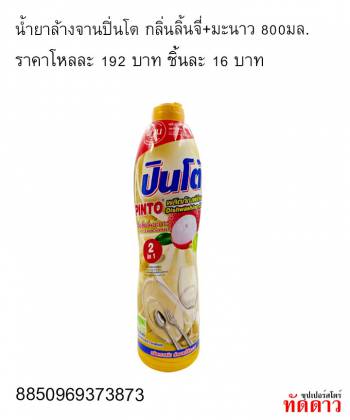 น้ำยาล้างจานปิ่นโต กลิ่นลิ้นจี่+มะนาว 800มล.
ราคาโหลละ 192 บาท ชิ้นละ 16 บาท
ปินโต
PINTO
Dishwashing
2
in 1
8850969373873
ซุปเปอร์สโตร์
ทัดดาว